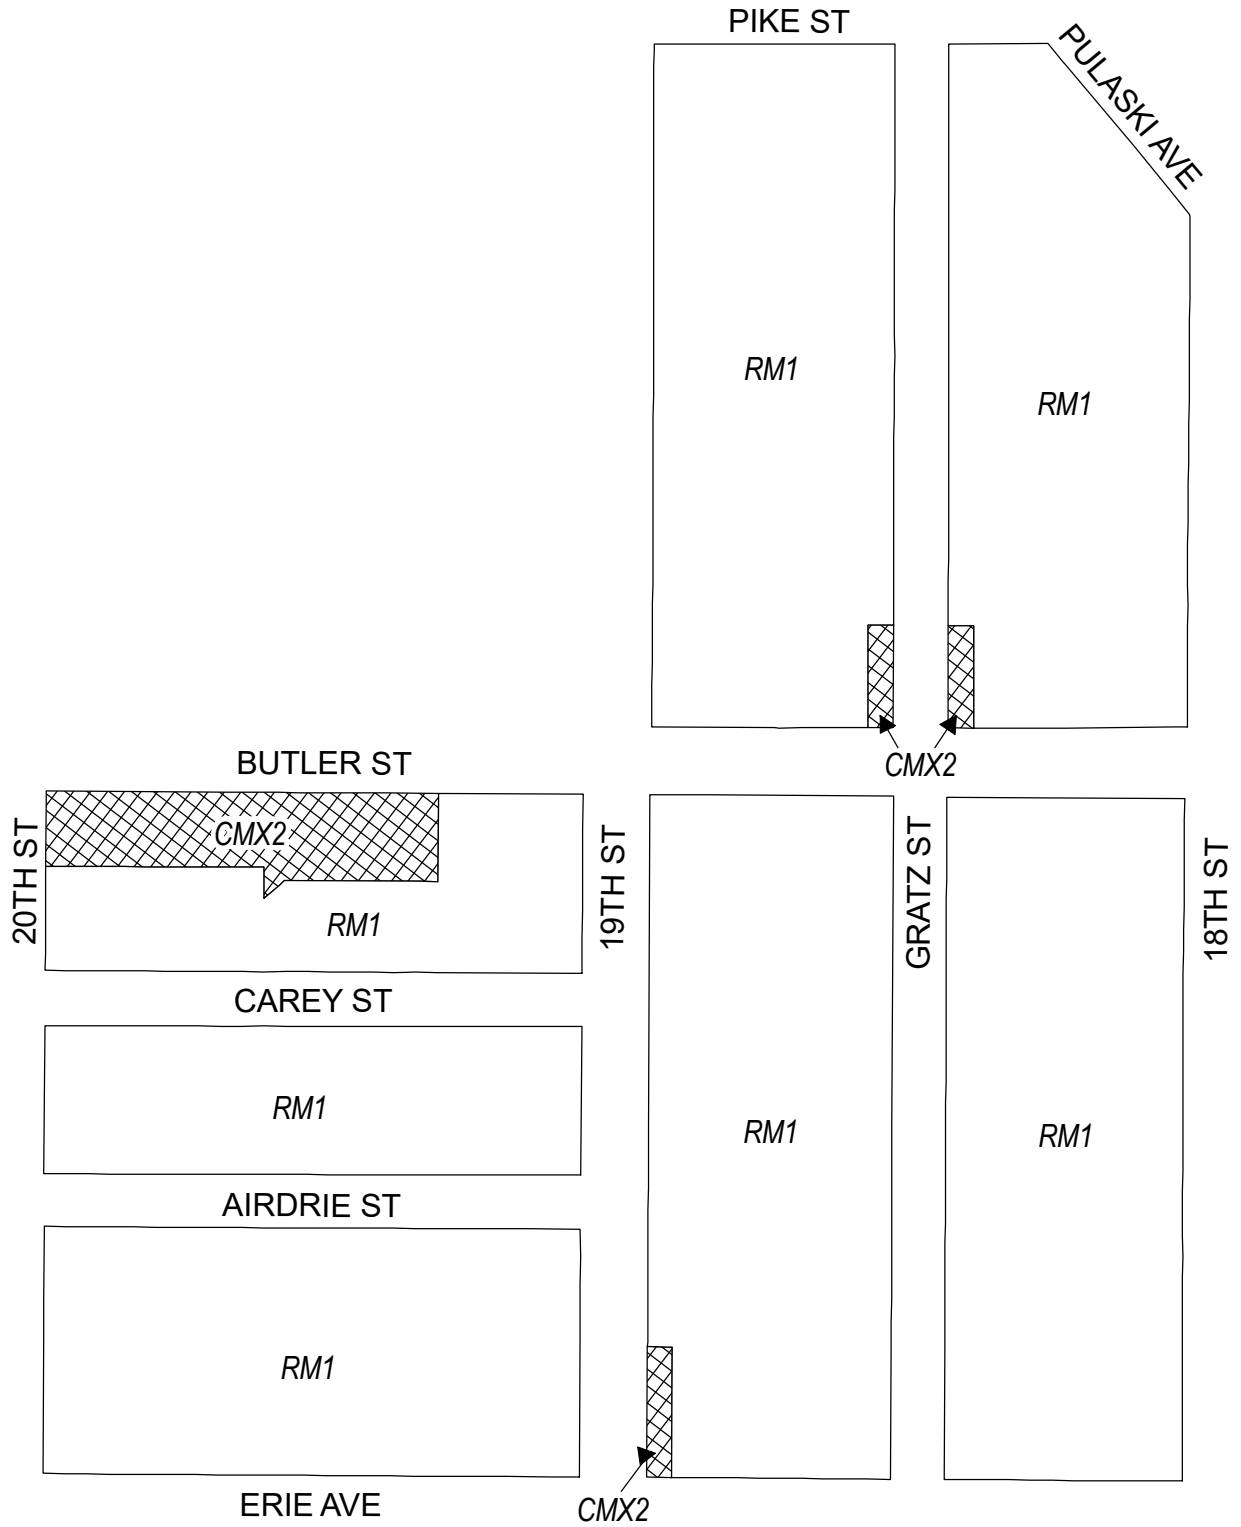 PIKE ST
PULASKI AVE
RM1
RM1
CMX2
BUTLER ST
CMX2
20TH ST
19TH ST
GRATZ ST
18TH ST
RM1
CAREY ST
RM1
RM1
RM1
AIRDRIE ST
RM1
ERIE AVE
CMX2